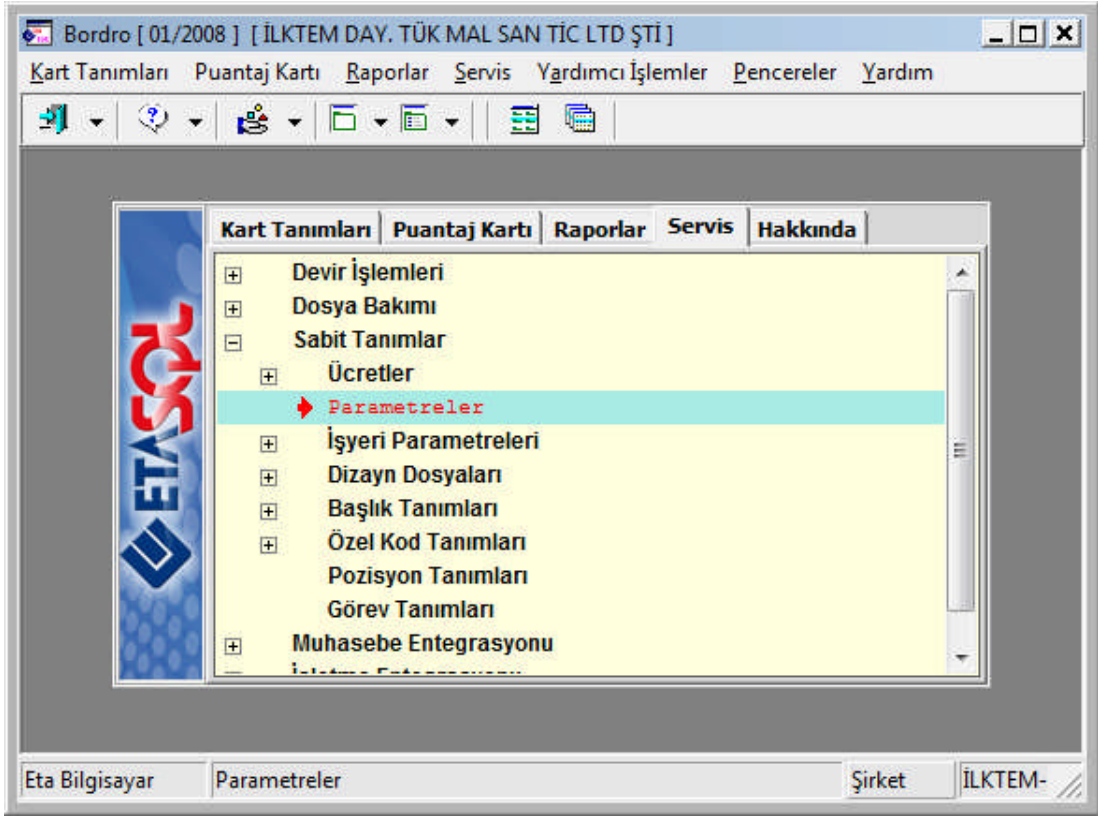 Bordro [ 01/2008 ] [ İLKTEM DAY. TÜK MAL SAN TİC LTD ŞTİ ]
Kart Tanımları Puantaj Kartı Raporlar Servis Yardımcı İşlemler Pencereler Yardım
Kart Tanımları Puantaj Kartı Raporlar Servis Hakkında
Devir İşlemleri
Dosya Bakımı
Sabit Tanımlar
Ücretler
Parametreler
İşyeri Parametreleri
Dizayn Dosyaları
Başlık Tanımları
Özel Kod Tanımları
Pozisyon Tanımları
Görev Tanımları
Muhasebe Entegrasyonu
ETASQL
Eta Bilgisayar Parametreler Şirket İLKTEM-